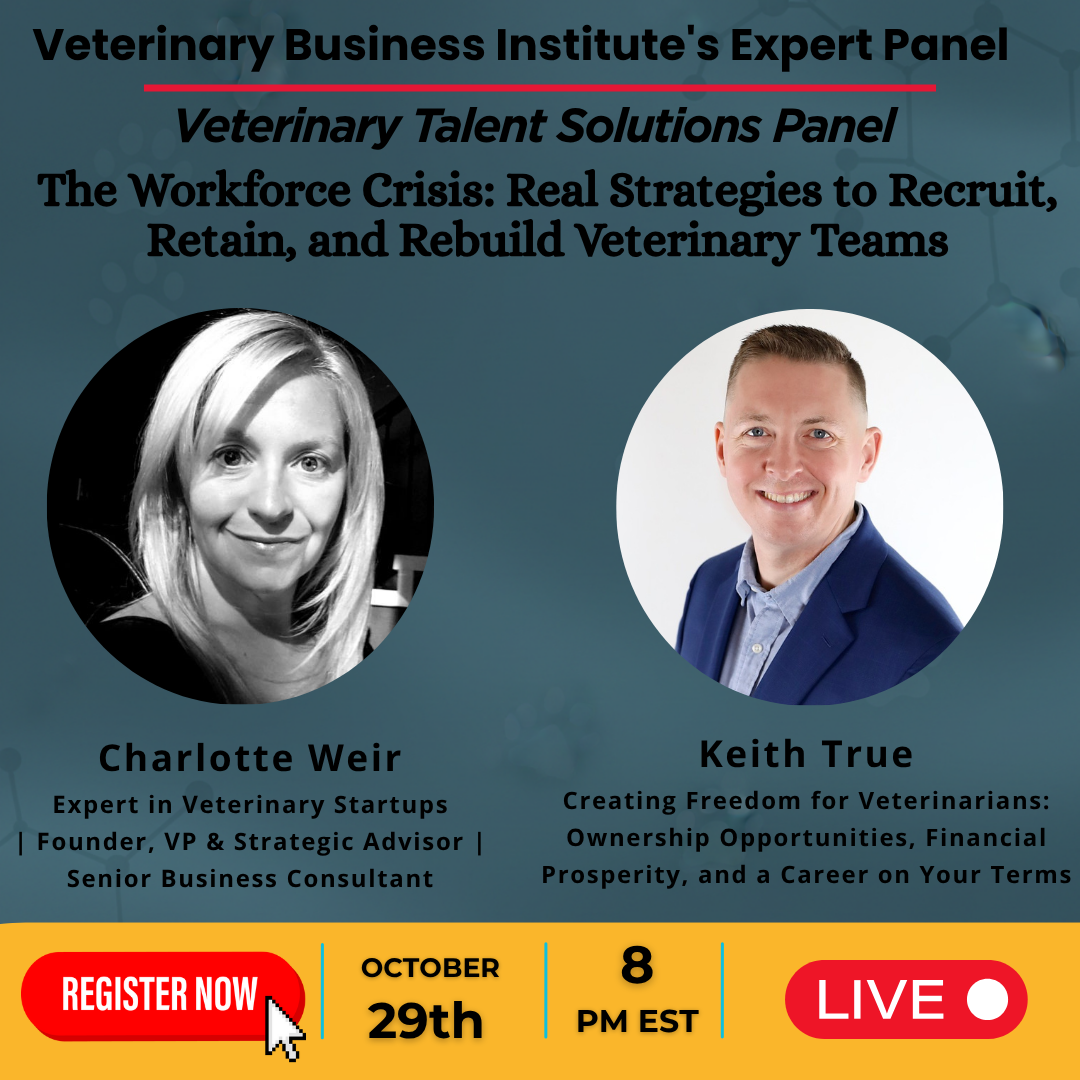 Veterinary Business Institute's Expert Panel
Veterinary Talent Solutions Panel
The Workforce Crisis: Real Strategies to Recruit,
Retain, and Rebuild Veterinary Teams
Charlotte Weir
Expert in Veterinary Startups
| Founder, VP & Strategic Advisor |
Senior Business Consultant
Keith True
Creating Freedom for Veterinarians:
Ownership Opportunities, Financial
Prosperity, and a Career on Your Terms
REGISTER NOW
OCTOBER
29th
8
PM EST
LIVE